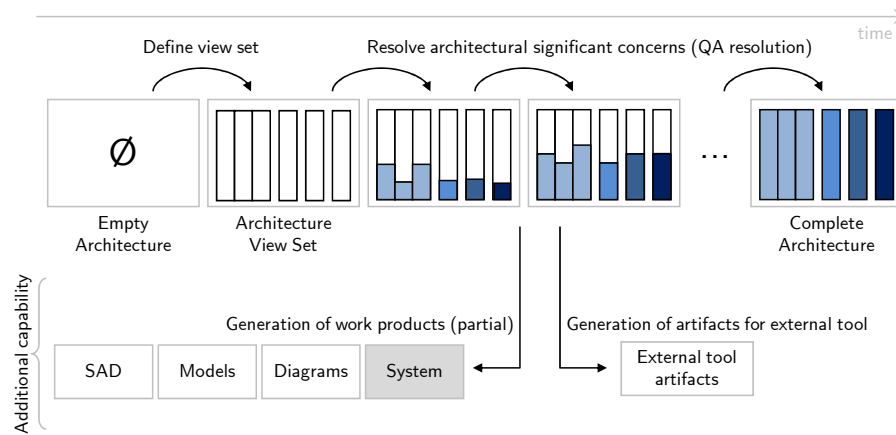 time
Define view set
Resolve architectural significant concerns (QA resolution)
∅
...
Empty
Architecture
Architecture
View Set
Complete
Architecture
Additional capability
Generation of work products (partial)
Generation of artifacts for external tool
SAD
Models
Diagrams
System
External tool
artifacts